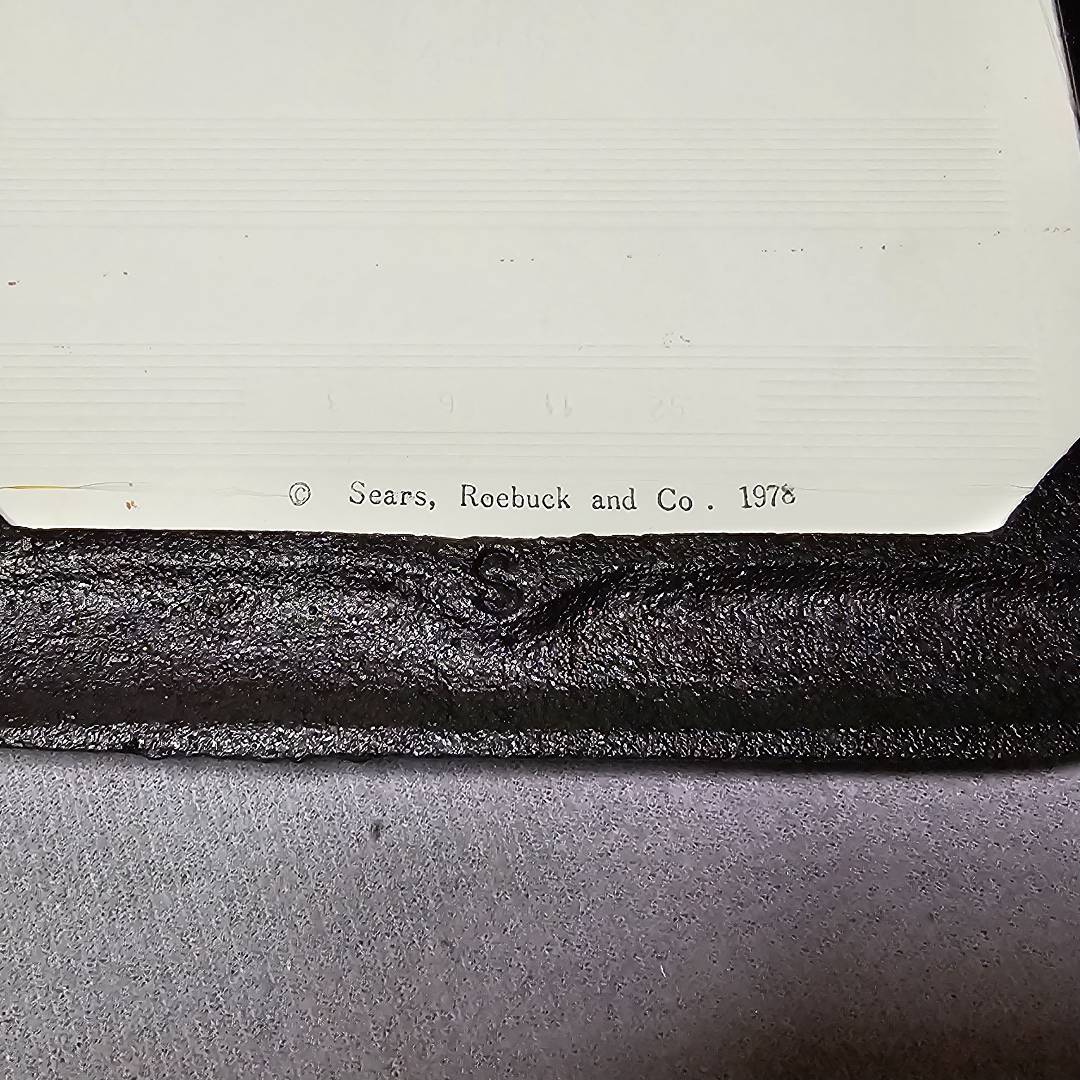 © Sears, Roebuck and Co. 1978
S